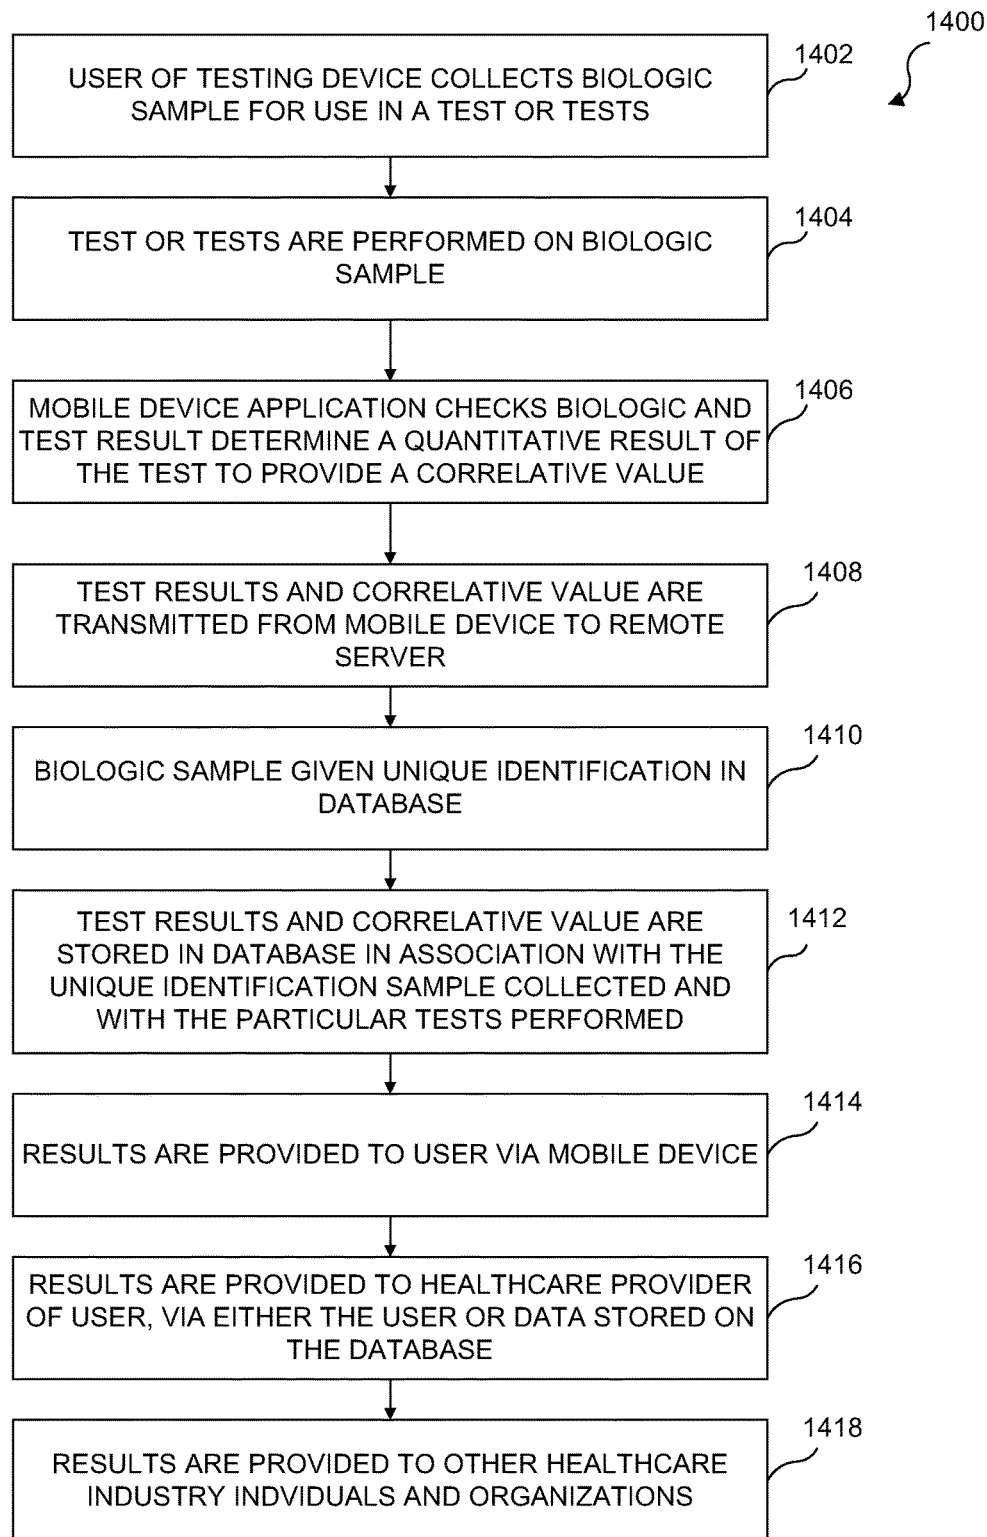 1400
1402
USER OF TESTING DEVICE COLLECTS BIOLOGIC
SAMPLE FOR USE IN A TEST OR TESTS
1404
TEST OR TESTS ARE PERFORMED ON BIOLOGIC
SAMPLE
1406
MOBILE DEVICE APPLICATION CHECKS BIOLOGIC AND
TEST RESULT DETERMINE A QUANTITATIVE RESULT OF
THE TEST TO PROVIDE A CORRELATIVE VALUE
1408
TEST RESULTS AND CORRELATIVE VALUE ARE
TRANSMITTED FROM MOBILE DEVICE TO REMOTE
SERVER
1410
BIOLOGIC SAMPLE GIVEN UNIQUE IDENTIFICATION IN
DATABASE
1412
TEST RESULTS AND CORRELATIVE VALUE ARE
STORED IN DATABASE IN ASSOCIATION WITH THE
UNIQUE IDENTIFICATION SAMPLE COLLECTED AND
WITH THE PARTICULAR TESTS PERFORMED
1414
RESULTS ARE PROVIDED TO USER VIA MOBILE DEVICE
1416
RESULTS ARE PROVIDED TO HEALTHCARE PROVIDER
OF USER, VIA EITHER THE USER OR DATA STORED ON
THE DATABASE
1418
RESULTS ARE PROVIDED TO OTHER HEALTHCARE
INDUSTRY INDVIDUALS AND ORGANIZATIONS